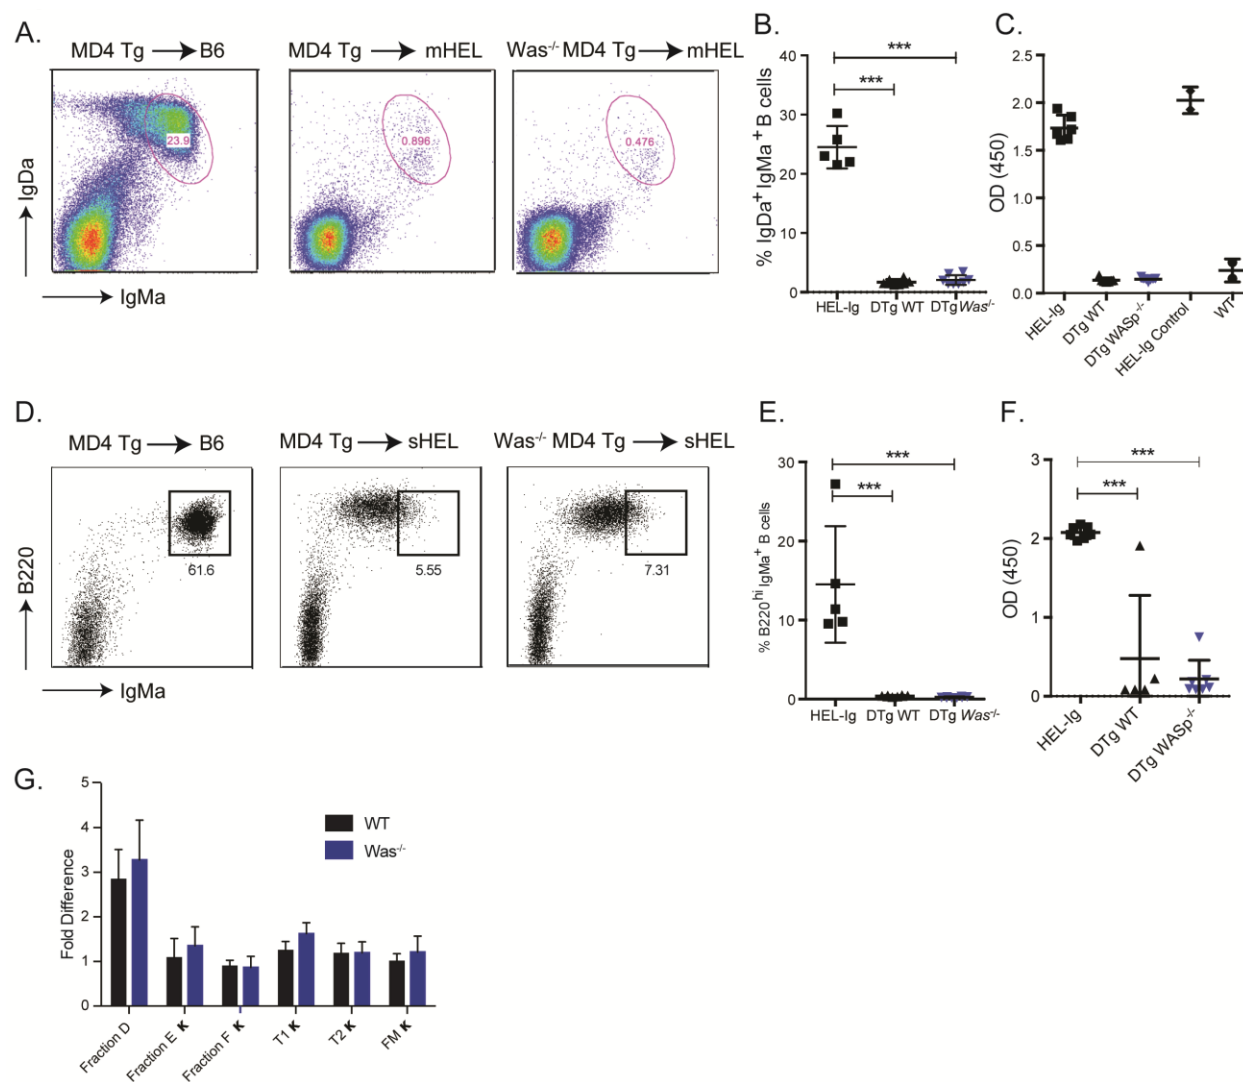 A.
MD4 Tg → B6
MD4 Tg → mHEL
Was-/- MD4 Tg → mHEL
IgDa
23.9
0.896
0.476
IgMa
B.
% IgDa+ IgMa+ B cells
40
30
20
10
0
***
***
HEL-Ig
DTg WT
DTg Was-/-
C.
OD (450)
2.5
2.0
1.5
0.5
0.0
HEL-Ig
DTg WT
DTg WASp-/-
HEL-Ig Control
WT
D.
MD4 Tg → B6
MD4 Tg → sHEL
Was-/- MD4 Tg → sHEL
B220
61.6
5.55
7.31
IgMa
E.
% B220hi IgMa+ B cells
30
20
10
0
***
***
HEL-Ig
DTg WT
DTg Was-/-
F.
OD (450)
3
2
1
0
***
***
HEL-Ig
DTg WT
DTg WASp-/-
G.
Fold Difference
5
4
3
2
1
0
WT
Was-/-
Fraction D
Fraction E K
Fraction F K
T1 K
T2 K
FM K